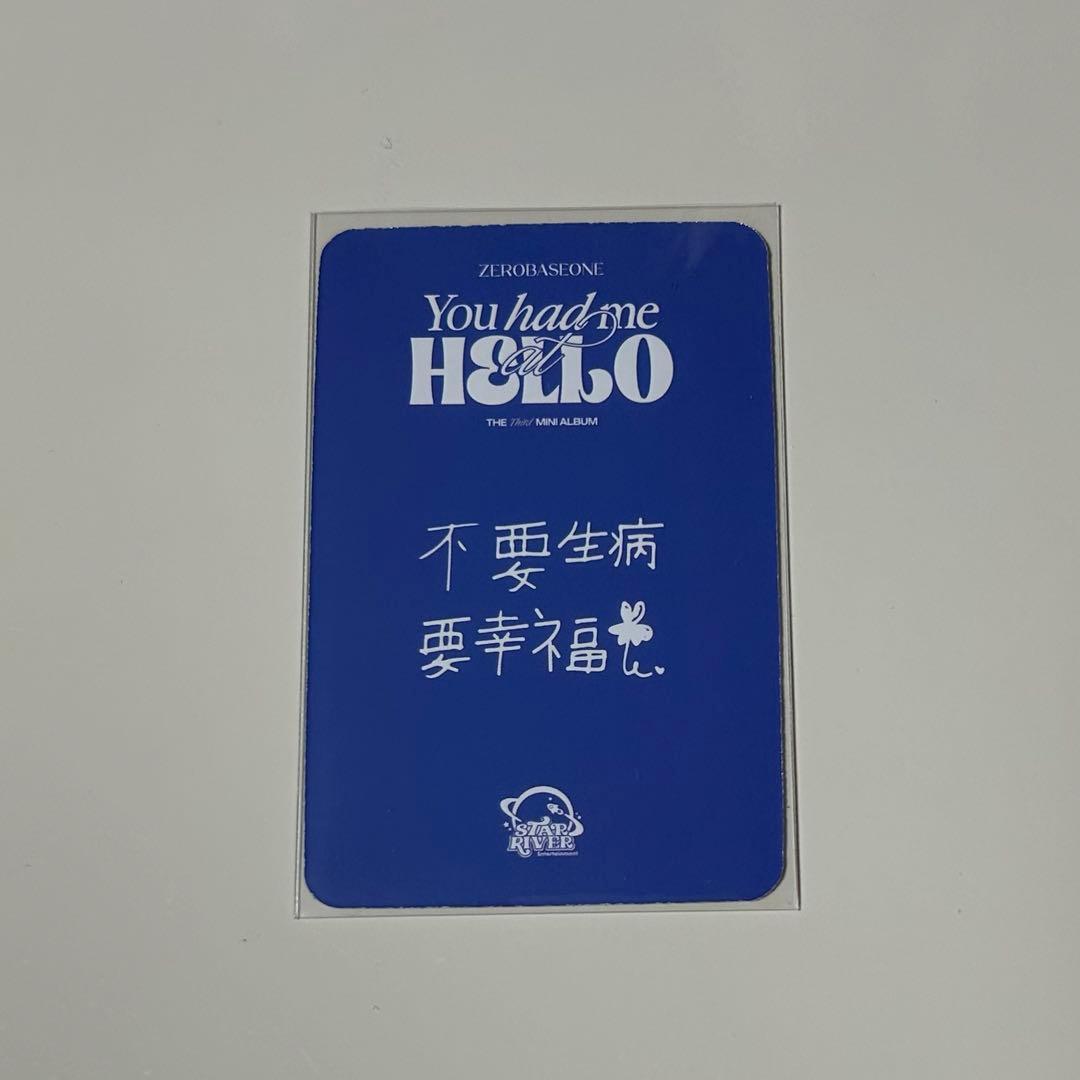 ZEROBASEONE
You had me
at
HELLO
THE Third MINI ALBUM
不要生病
要幸福
STAR
RIVER
Entertainment